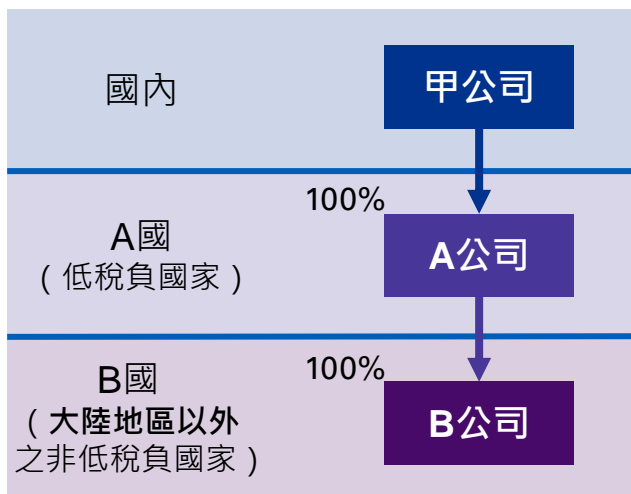 國內
甲公司
100%
A國
(低稅負國家)
A公司
100%
B國
(大陸地區以外
之非低稅負國家)
B公司